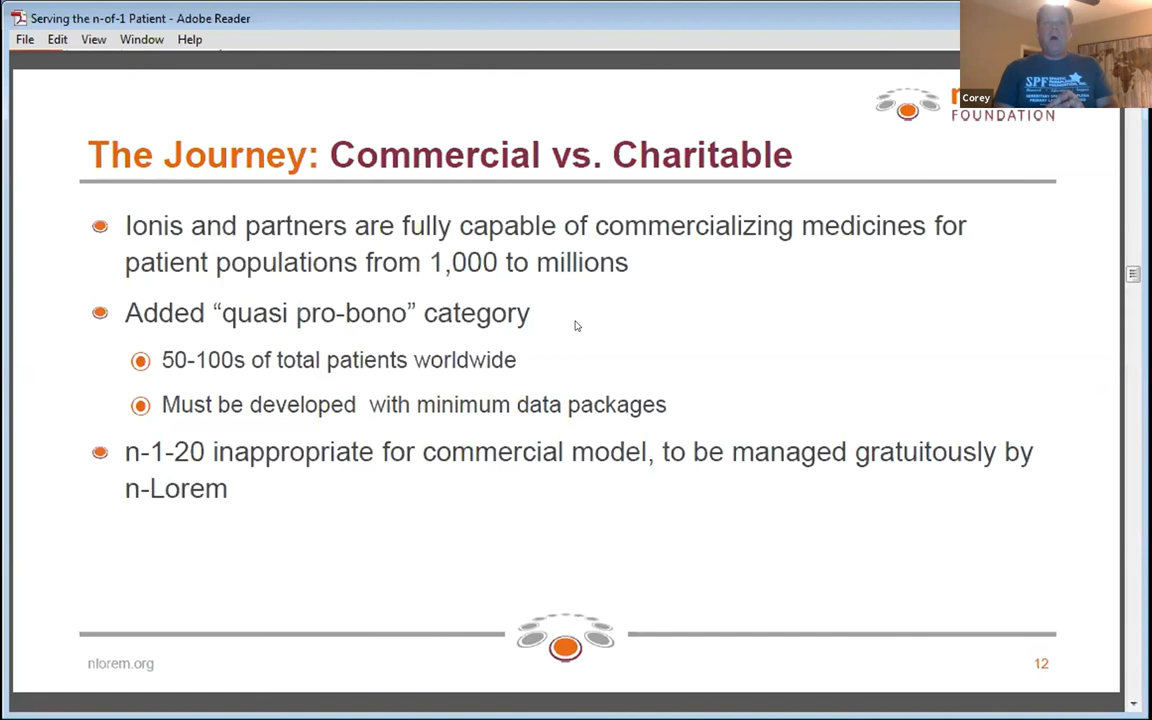 Serving the n-of-1 Patient - Adobe Reader
File Edit View Window Help
SPF
Corey
FOUNDATION
The Journey: Commercial vs. Charitable
Ionis and partners are fully capable of commercializing medicines for
patient populations from 1,000 to millions
Added “quasi pro-bono” category
50-100s of total patients worldwide
Must be developed with minimum data packages
n-1-20 inappropriate for commercial model, to be managed gratuitously by
n-Lorem
nlorem.org
12